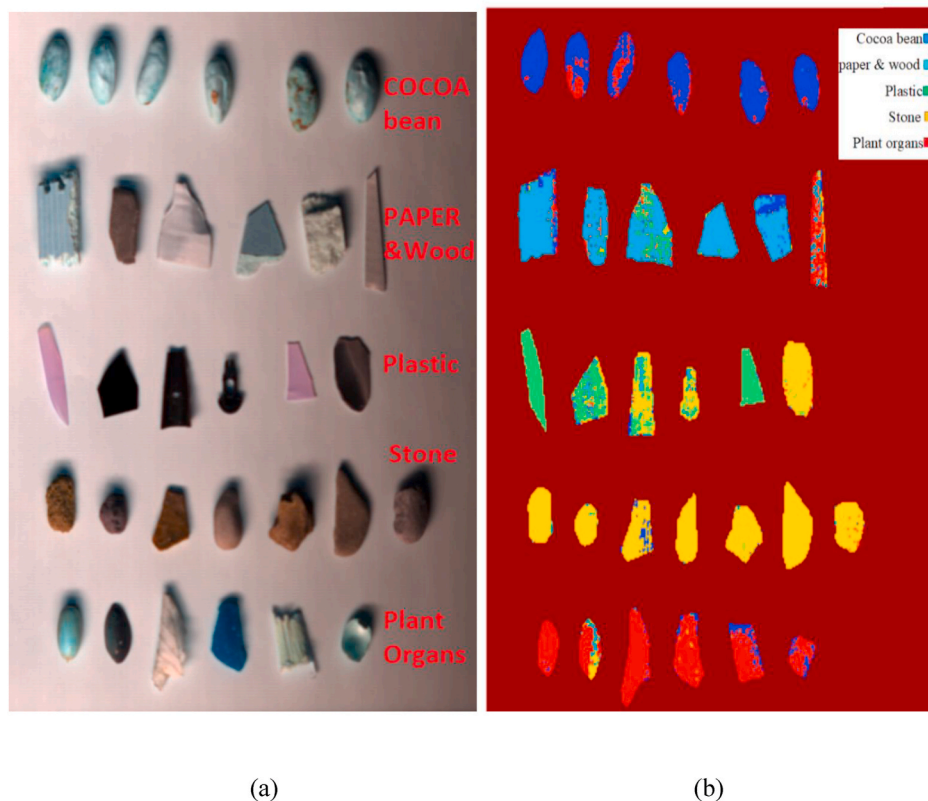 COCOA
bean
PAPER
&Wood
Plastic
Stone
Plant
Organs
Cocoa bean
paper & wood
Plastic
Stone
Plant organs
(a)
(b)